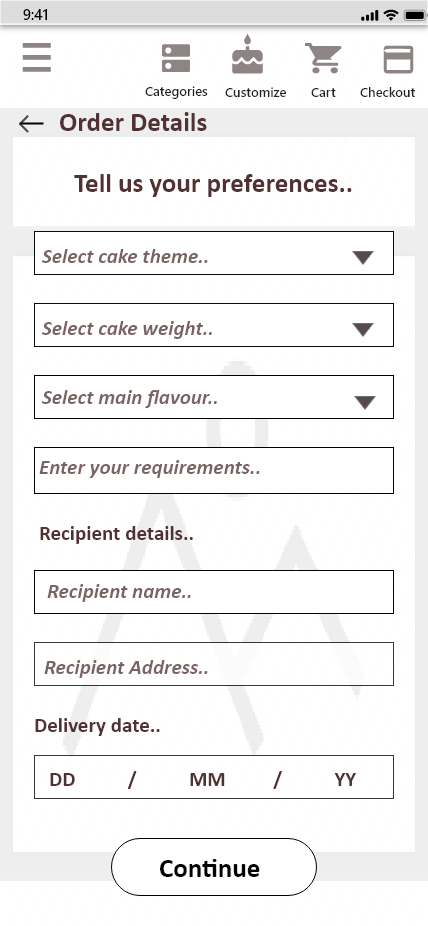 9:41
Categories Customize Cart Checkout
Order Details
Tell us your preferences..
Select cake theme..
Select cake weight..
Select main flavour..
Enter your requirements..
Recipient details..
Recipient name..
Recipient Address..
Delivery date..
DD / MM / YY
Continue